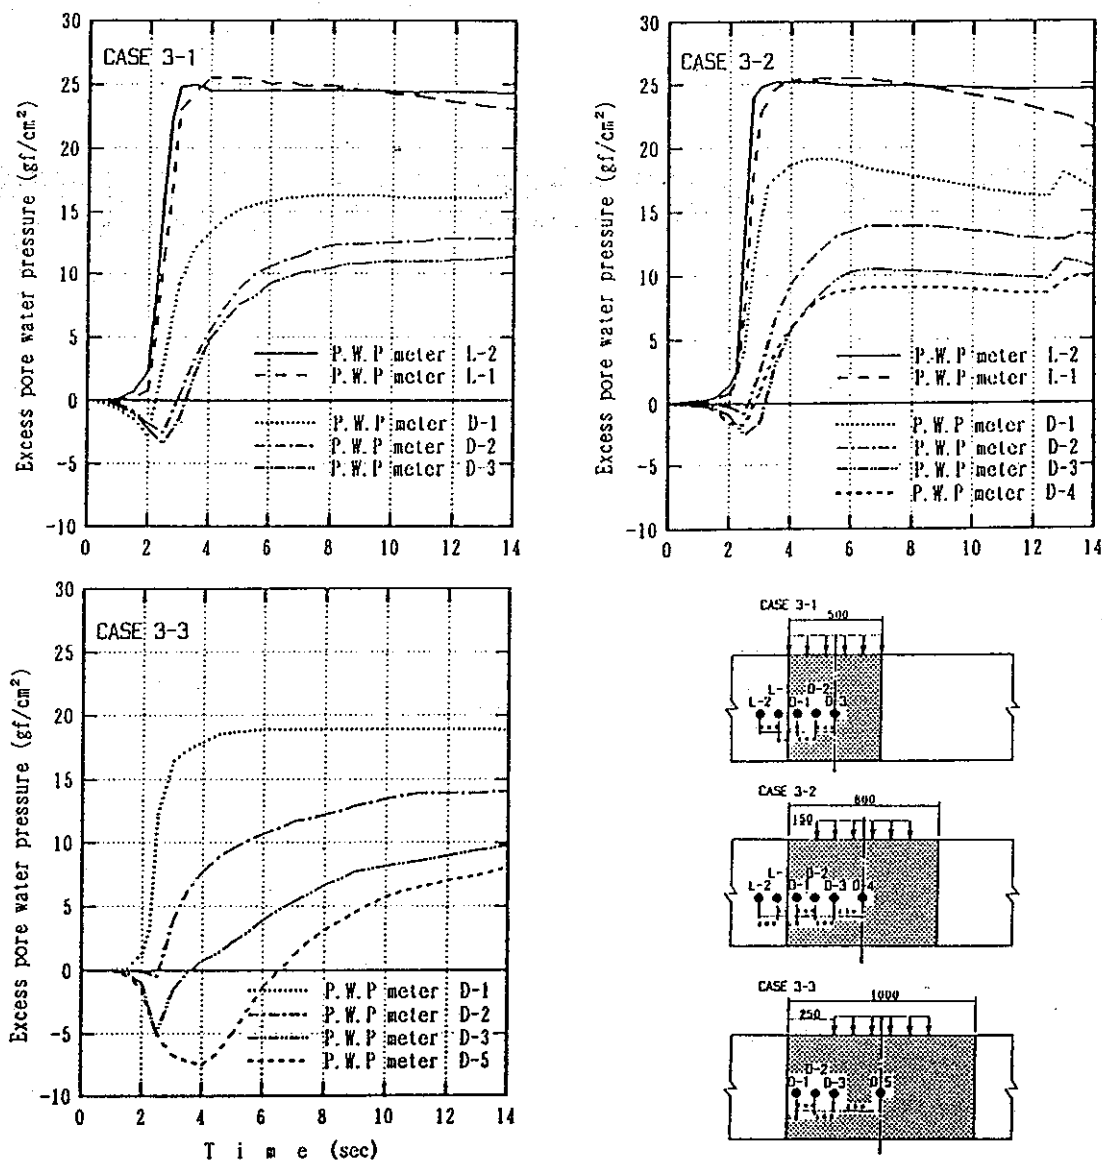 CASE 3-1
Excess pore water pressure (gf/cm²)
30
25
20
15
10
5
0
-5
-10
P.W.P meter L-2
P.W.P meter L-1
P.W.P meter D-1
P.W.P meter D-2
P.W.P meter D-3
0 2 4 6 8 10 12 14
CASE 3-2
Excess pore water pressure (gf/cm²)
30
25
20
15
10
5
0
-5
-10
P.W.P meter L-2
P.W.P meter L-1
P.W.P meter D-1
P.W.P meter D-2
P.W.P meter D-3
P.W.P meter D-4
0 2 4 6 8 10 12 14
CASE 3-3
Excess pore water pressure (gf/cm²)
30
25
20
15
10
5
0
-5
-10
P.W.P meter D-1
P.W.P meter D-2
P.W.P meter D-3
P.W.P meter D-5
0 2 4 6 8 10 12 14
Time (sec)
CASE 3-1
500
D-2
L-2 D-1 D-3
CASE 3-2
800
150
D-2
L-2 D-1 D-3 D-4
CASE 3-3
1000
250
D-2
D-1 D-3 D-5